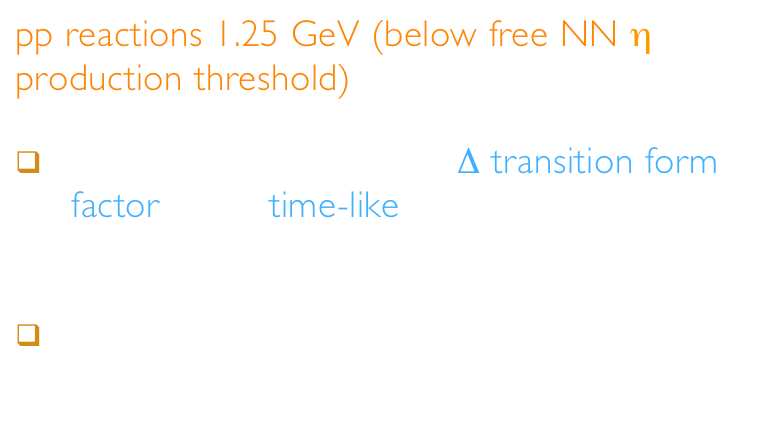 pp reactions 1.25 GeV (below free NN η
production threshold)
❑ Δ transition form
factor time-like
❑